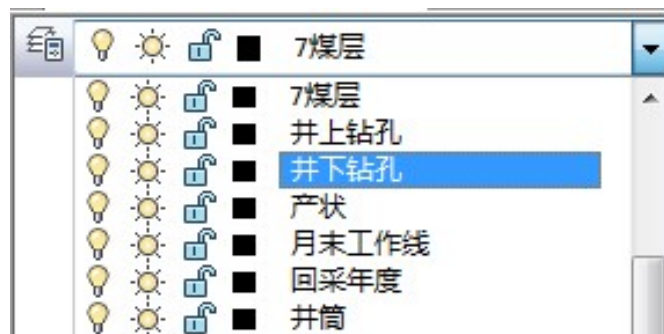 7煤层
7煤层
井上钻孔
井下钻孔
产状
月末工作线
回采年度
井筒